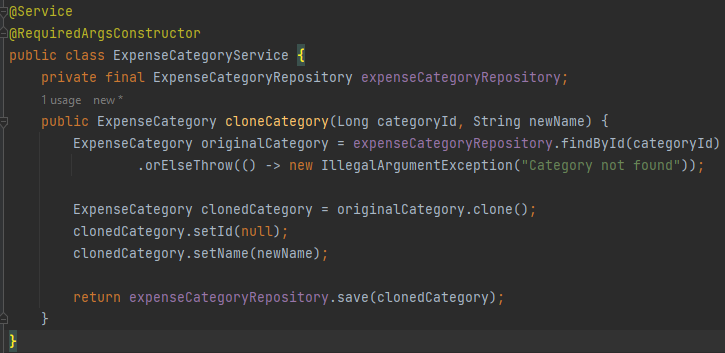 @Service
@RequiredArgsConstructor
public class ExpenseCategoryService {
private final ExpenseCategoryRepository expenseCategoryRepository;
1 usage new *
public ExpenseCategory cloneCategory(Long categoryId, String newName) {
ExpenseCategory originalCategory = expenseCategoryRepository.findById(categoryId)
.orElseThrow(() -> new IllegalArgumentException("Category not found"));
ExpenseCategory clonedCategory = originalCategory.clone();
clonedCategory.setId(null);
clonedCategory.setName(newName);
return expenseCategoryRepository.save(clonedCategory);
}
}